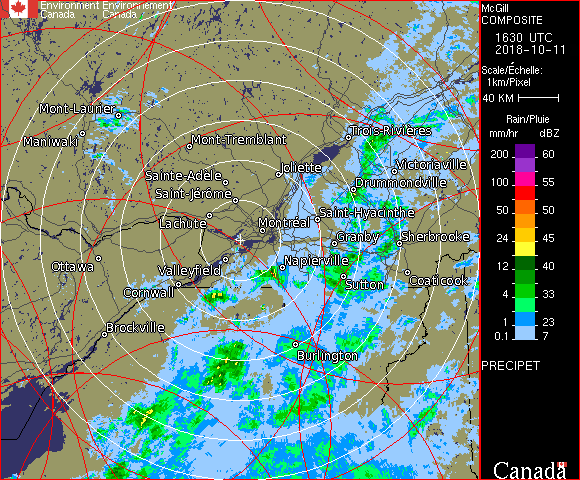 Environment Environnement
Canada Canada
Mont-Laurier
Maniwaki
Mont-Tremblant
Trois-Rivières
Joliette
Victoriaville
Sainte-Adèle
Drummondville
Saint-Jérôme
Lachute
Saint-Hyacinthe
Montréal
Granby
Sherbrooke
Ottawa
Valleyfield
Napierville
Cornwall
Sutton
Coaticook
Brockville
Burlington
McGill
COMPOSITE
1630 UTC
2018-10-11
Scale/Échelle:
1km/Pixel
40 KM
Rain/Pluie
mm/hr dBZ
200 60
100 55
50 50
24 45
12 40
4 33
1 23
0.1 7
PRECIPET
Canada